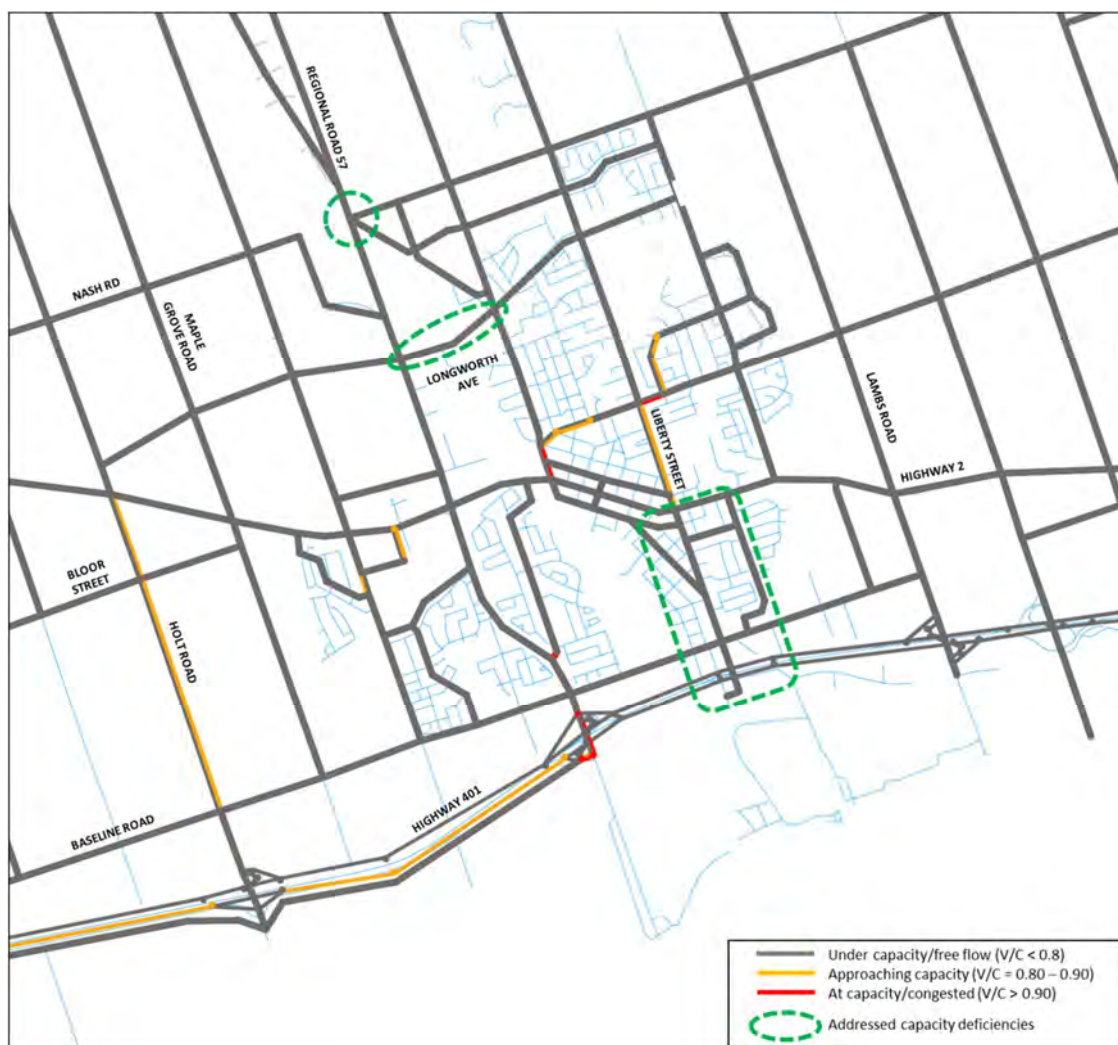 REGIONAL ROAD 57
NASH RD
MAPLE
GROVE ROAD
LONGWORTH
AVE
LIBERTY STREET
LAMBS ROAD
HIGHWAY 2
BLOOR
STREET
HOLT ROAD
HIGHWAY 401
BASELINE ROAD
Under capacity/free flow (V/C < 0.8)
Approaching capacity (V/C = 0.80 – 0.90)
At capacity/congested (V/C > 0.90)
Addressed capacity deficiencies